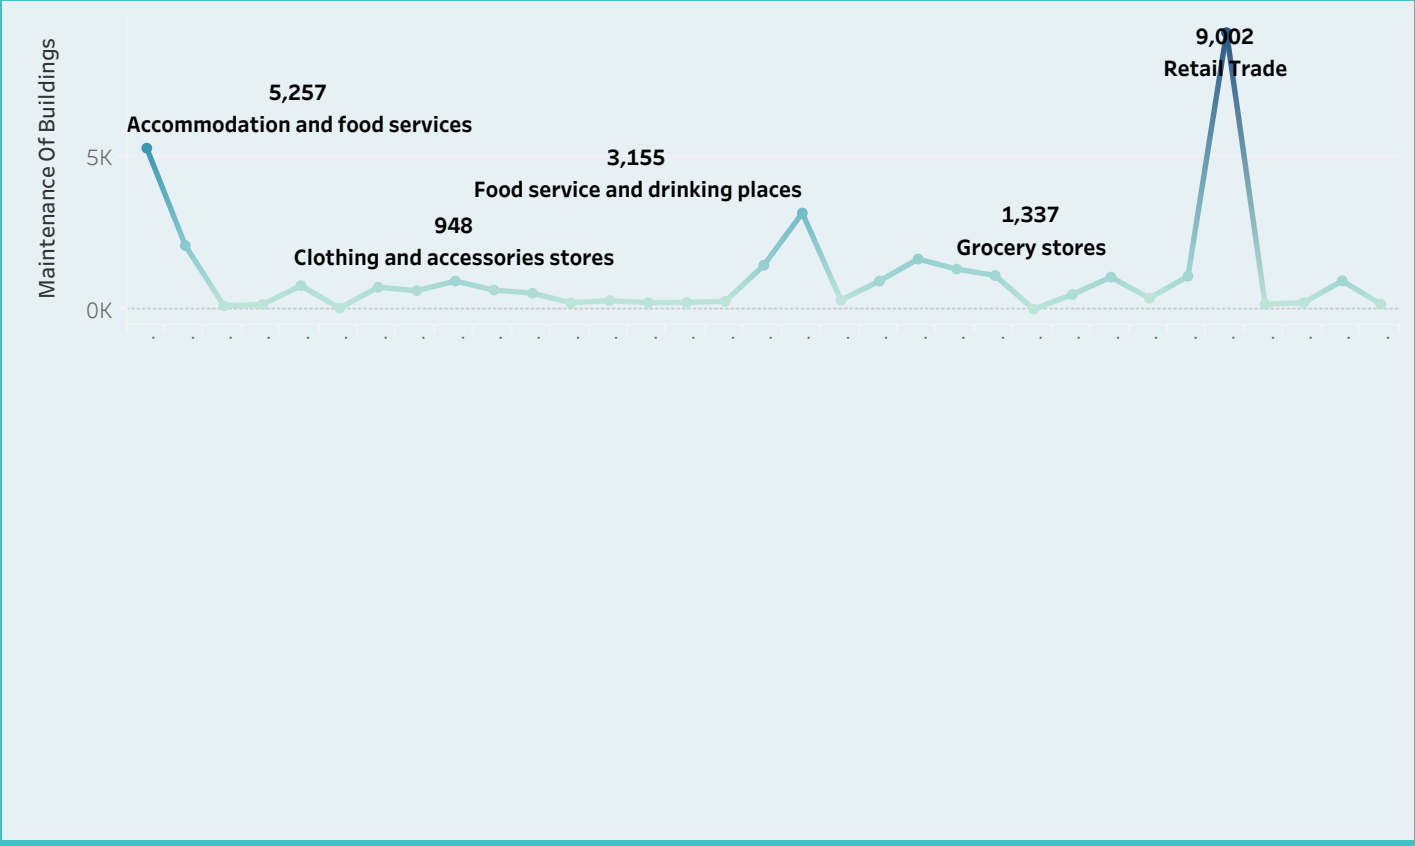 Maintenance Of Buildings
9,002
Retail Trade
5,257
Accommodation and food services
5K
3,155
Food service and drinking places
948
Clothing and accessories stores
1,337
Grocery stores
0K